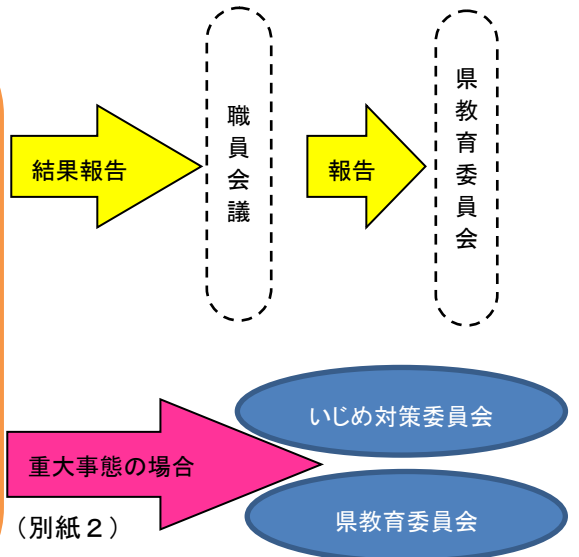 結果報告
職員会議
報告
県教育委員会
いじめ対策委員会
重大事態の場合
県教育委員会
（別紙２）